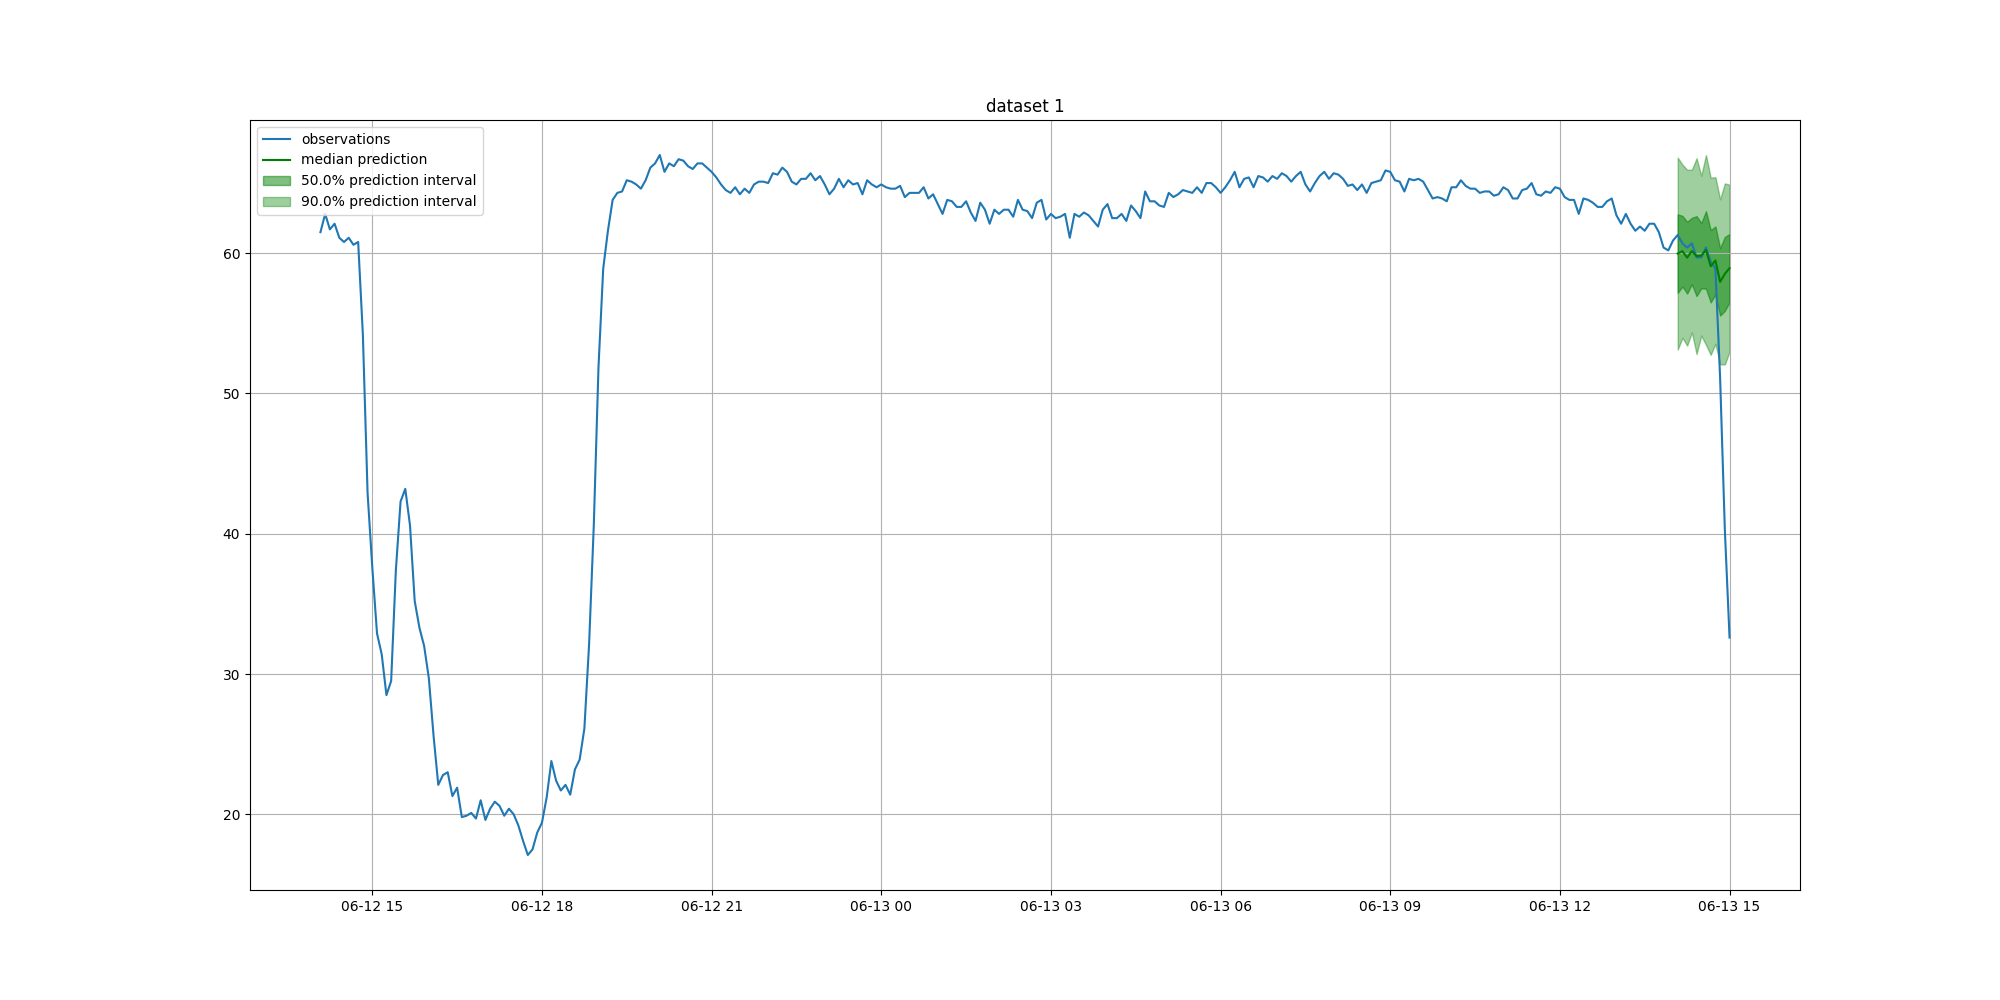 dataset 1
observations
median prediction
50.0% prediction interval
90.0% prediction interval
60
50
40
30
20
06-12 15
06-12 18
06-12 21
06-13 00
06-13 03
06-13 06
06-13 09
06-13 12
06-13 15